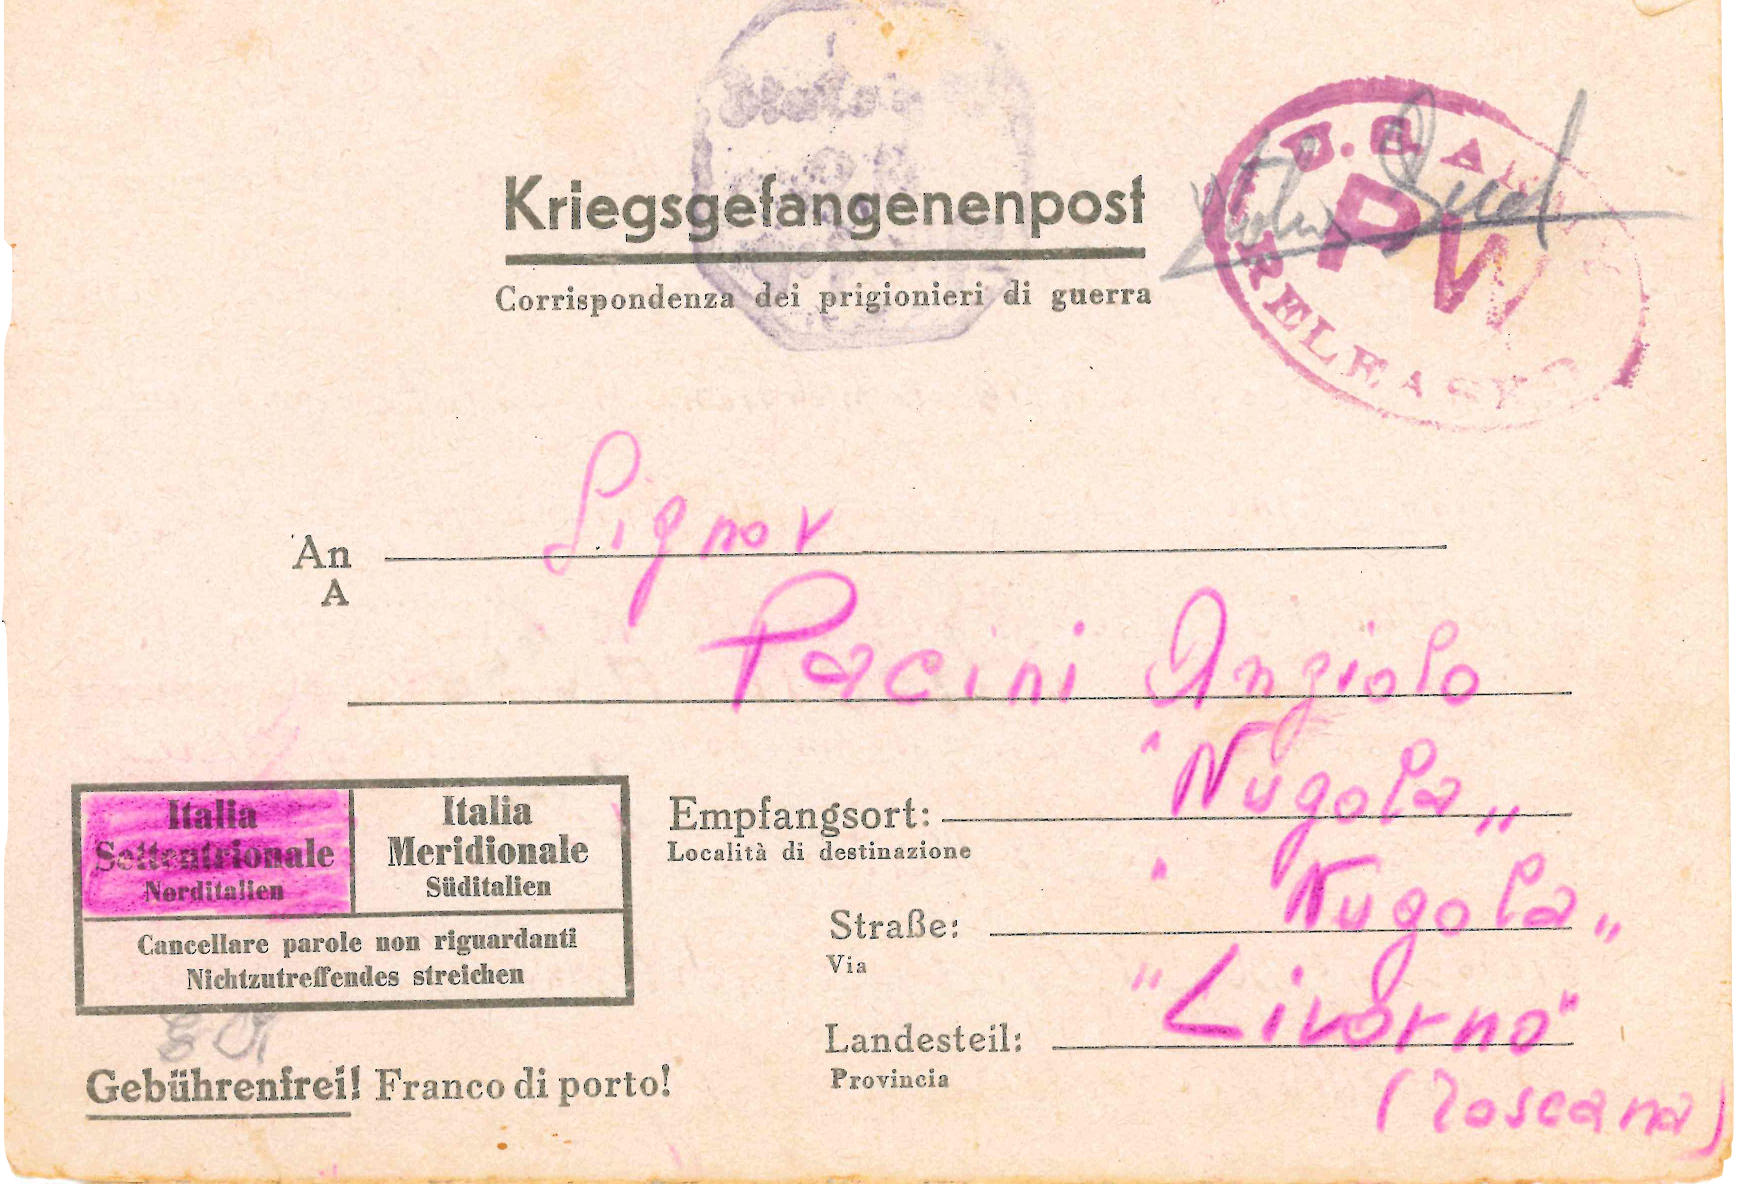 Kriegsgefangenenpost
Corrispondenza dei prigionieri di guerra
U.S.A.
PW
RELEASED
An Signor
A
Pacini Angiolo
Italia
Settentrionale
Norditalien
Italia
Meridionale
Süditalien
Cancellare parole non riguardanti
Nichtzutreffendes streichen
Empfangsort: "Nugola"
Località di destinazione
Straße: "Nugola"
Via
Landesteil: "Livorno"
Provincia
(Toscana)
Gebührenfrei! Franco di porto!